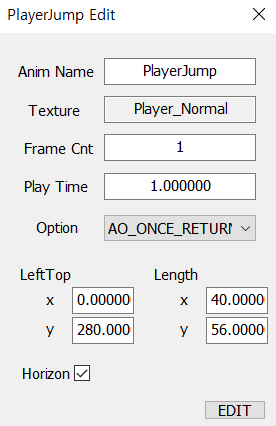 PlayerJump Edit
Anim Name PlayerJump
Texture Player_Normal
Frame Cnt 1
Play Time 1.000000
Option AO_ONCE_RETURN
LeftTop Length
x 0.00000 x 40.0000
y 280.000 y 56.0000
Horizon
EDIT